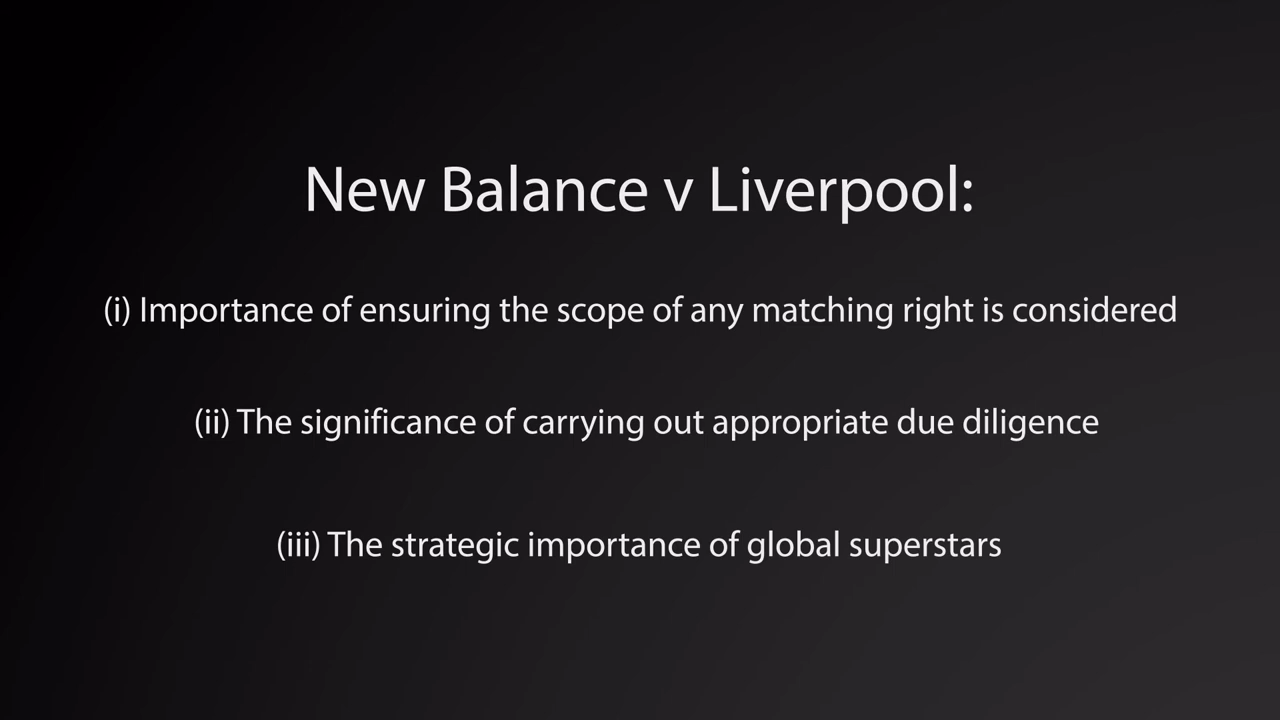 New Balance v Liverpool:
(i) Importance of ensuring the scope of any matching right is considered
(ii) The significance of carrying out appropriate due diligence
(iii) The strategic importance of global superstars